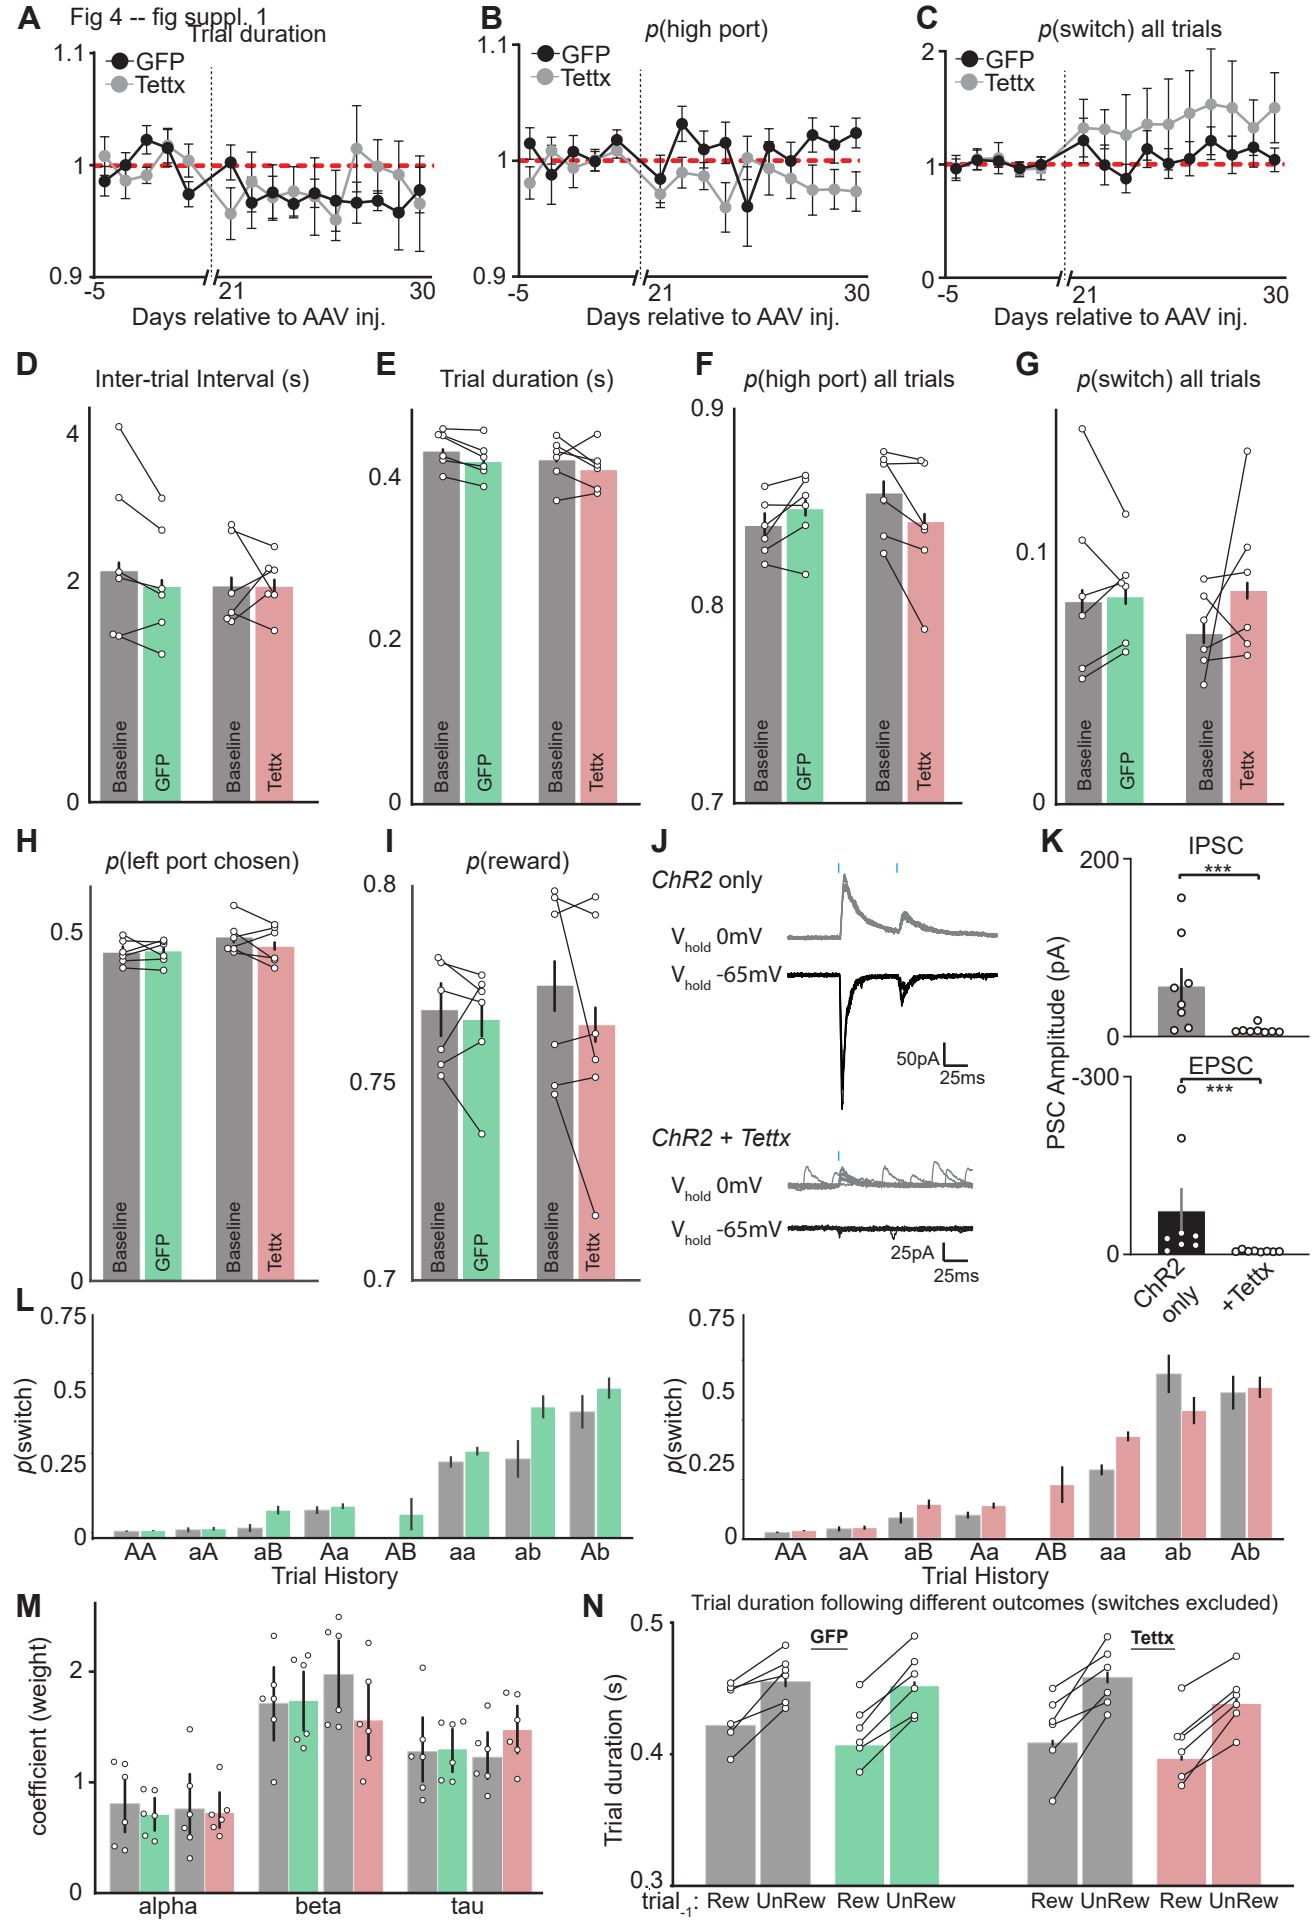 Fig 4 -- fig suppl. 1
A
Trial duration
1.1
GFP
Tettx
1
0.9
-5
21
30
Days relative to AAV inj.
B
p(high port)
1.1
GFP
Tettx
1
0.9
-5
21
30
Days relative to AAV inj.
C
p(switch) all trials
2
GFP
Tettx
1
0
-5
21
30
Days relative to AAV inj.
D
Inter-trial Interval (s)
4
2
0
Baseline
GFP
Baseline
Tettx
E
Trial duration (s)
0.4
0.2
0
Baseline
GFP
Baseline
Tettx
F
p(high port) all trials
0.9
0.8
0.7
Baseline
GFP
Baseline
Tettx
G
p(switch) all trials
0.1
0
Baseline
GFP
Baseline
Tettx
H
p(left port chosen)
0.5
0
Baseline
GFP
Baseline
Tettx
I
p(reward)
0.8
0.75
0.7
Baseline
GFP
Baseline
Tettx
J
ChR2 only
Vhold 0mV
Vhold -65mV
50pA
25ms
ChR2 + Tettx
Vhold 0mV
Vhold -65mV
25pA
25ms
K
IPSC
200
***
0
PSC Amplitude (pA)
EPSC
-300
***
0
ChR2
only
+Tettx
L
0.75
0.5
0.25
0
p(switch)
AA aA aB Aa AB aa ab Ab
Trial History
0.75
0.5
0.25
0
p(switch)
AA aA aB Aa AB aa ab Ab
Trial History
M
coefficient (weight)
2
1
0
alpha beta tau
N
Trial duration following different outcomes (switches excluded)
0.5
0.4
0.3
Trial duration (s)
GFP
Tettx
trial-1: Rew UnRew Rew UnRew Rew UnRew Rew UnRew